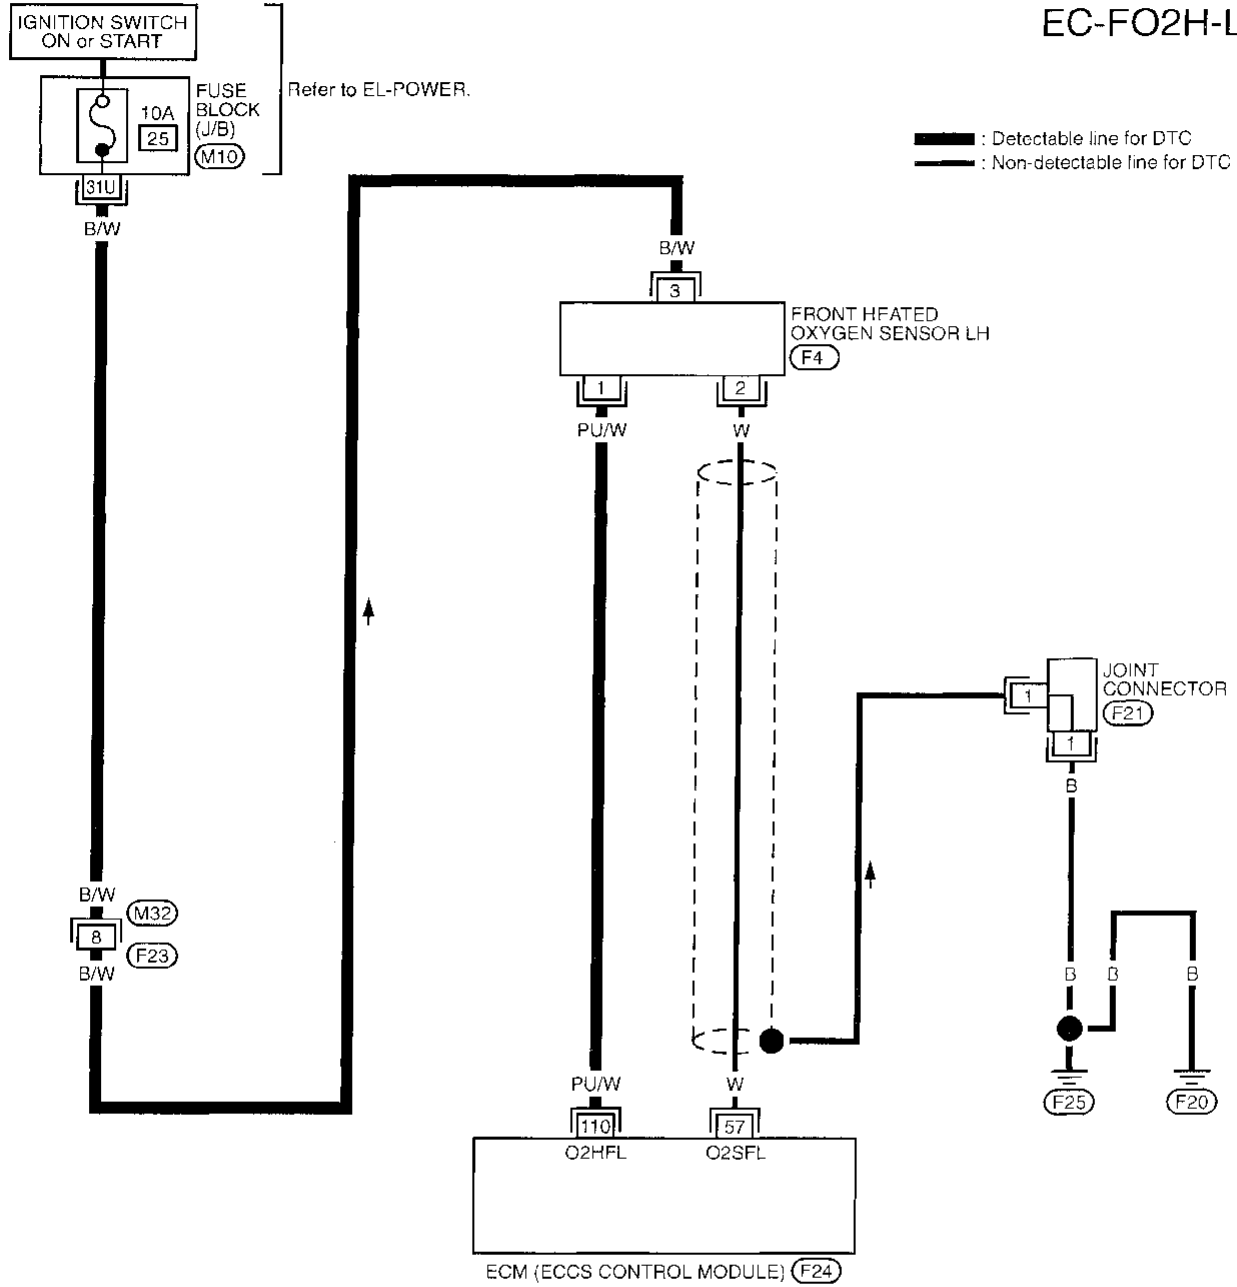 EC-FO2H-L
IGNITION SWITCH
ON or START
FUSE
BLOCK
(J/B)
M10
10A
25
Refer to EL-POWER.
31U
B/W
: Detectable line for DTC
: Non-detectable line for DTC
B/W
3
FRONT HEATED
OXYGEN SENSOR LH
F4
1
2
PU/W
W
JOINT
CONNECTOR
F21
1
1
B
B/W
M32
8
F23
B/W
B
B
B
PU/W
W
F25
F20
110
57
O2HFL
O2SFL
ECM (ECCS CONTROL MODULE) F24